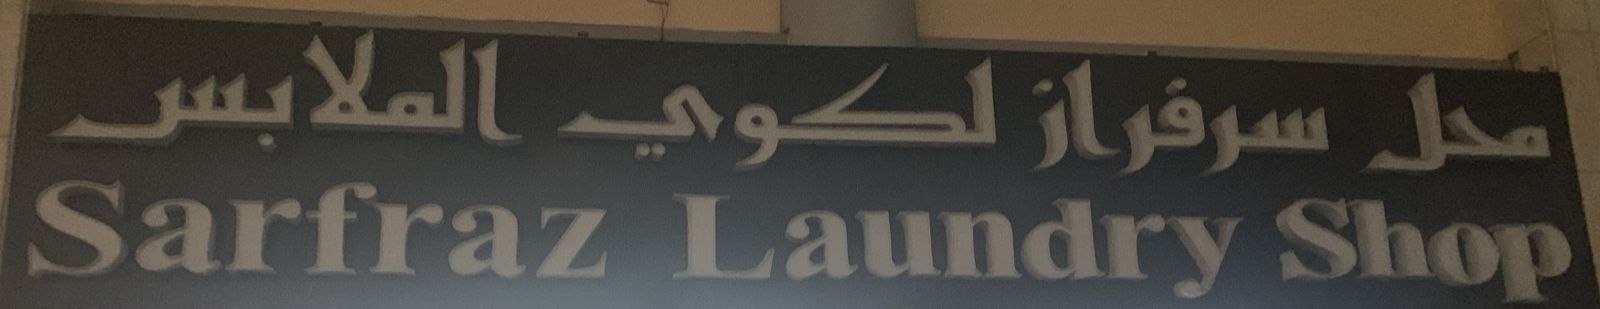 محل سرفراز لكوي الملابس
Sarfraz Laundry Shop